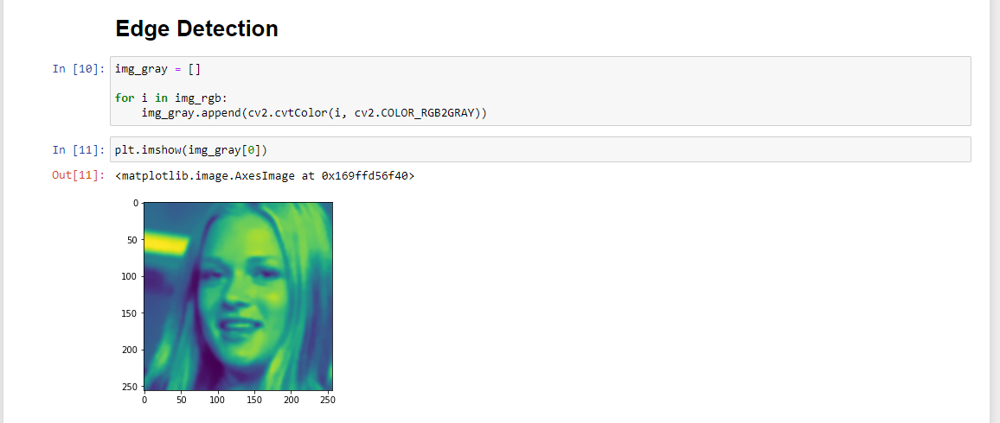 Edge Detection
In [10]: img_gray = []
for i in img_rgb:
    img_gray.append(cv2.cvtColor(i, cv2.COLOR_RGB2GRAY))
In [11]: plt.imshow(img_gray[0])
Out[11]: <matplotlib.image.AxesImage at 0x169ffd56f40>
0
50
100
150
200
250
0 50 100 150 200 250